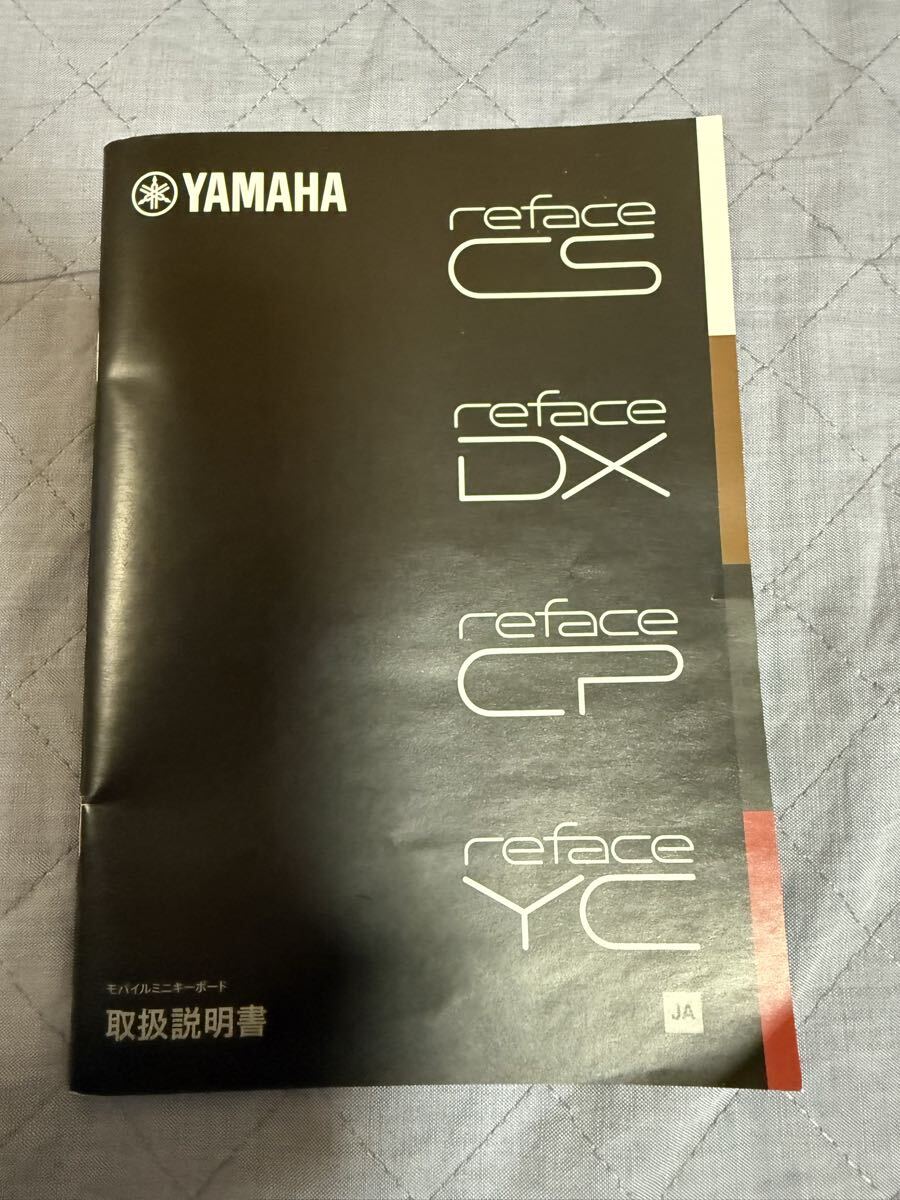 YAMAHA
reface
CS
reface
DX
reface
CP
reface
YC
モバイルミニキーボード
取扱説明書
JA